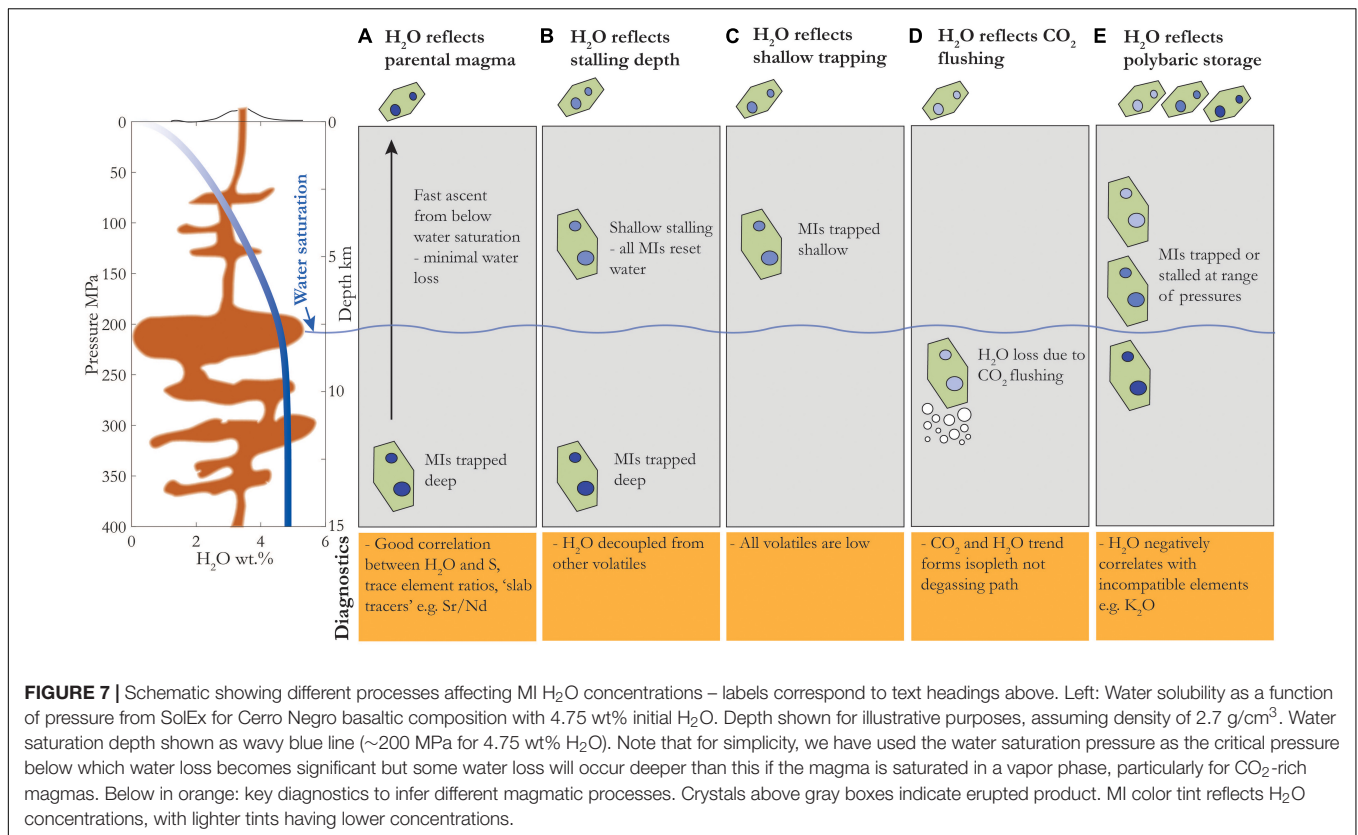 A H₂O reflects
parental magma
B H₂O reflects
stalling depth
C H₂O reflects
shallow trapping
D H₂O reflects CO₂
flushing
E H₂O reflects
polybaric storage
0
50
100
150
200
250
300
350
400
Pressure MPa
0
2
4
6
H₂O wt.%
0
5
10
15
Depth km
Water saturation
Fast ascent
from below
water saturation
- minimal water
loss
MIs trapped
deep
Shallow stalling
- all MIs reset
water
MIs trapped
deep
MIs trapped
shallow
H₂O loss due to
CO₂ flushing
MIs trapped or
stalled at range
of pressures
Diagnostics
- Good correlation
between H₂O and S,
trace element ratios, ‘slab
tracers’ e.g. Sr/Nd
- H₂O decoupled from
other volatiles
- All volatiles are low
- CO₂ and H₂O trend
forms isopleth not
degassing path
- H₂O negatively
correlates with
incompatible elements
e.g. K₂O
FIGURE 7 | Schematic showing different processes affecting MI H₂O concentrations – labels correspond to text headings above. Left: Water solubility as a function
of pressure from SolEx for Cerro Negro basaltic composition with 4.75 wt% initial H₂O. Depth shown for illustrative purposes, assuming density of 2.7 g/cm³. Water
saturation depth shown as wavy blue line (∼200 MPa for 4.75 wt% H₂O). Note that for simplicity, we have used the water saturation pressure as the critical pressure
below which water loss becomes significant but some water loss will occur deeper than this if the magma is saturated in a vapor phase, particularly for CO₂-rich
magmas. Below in orange: key diagnostics to infer different magmatic processes. Crystals above gray boxes indicate erupted product. MI color tint reflects H₂O
concentrations, with lighter tints having lower concentrations.